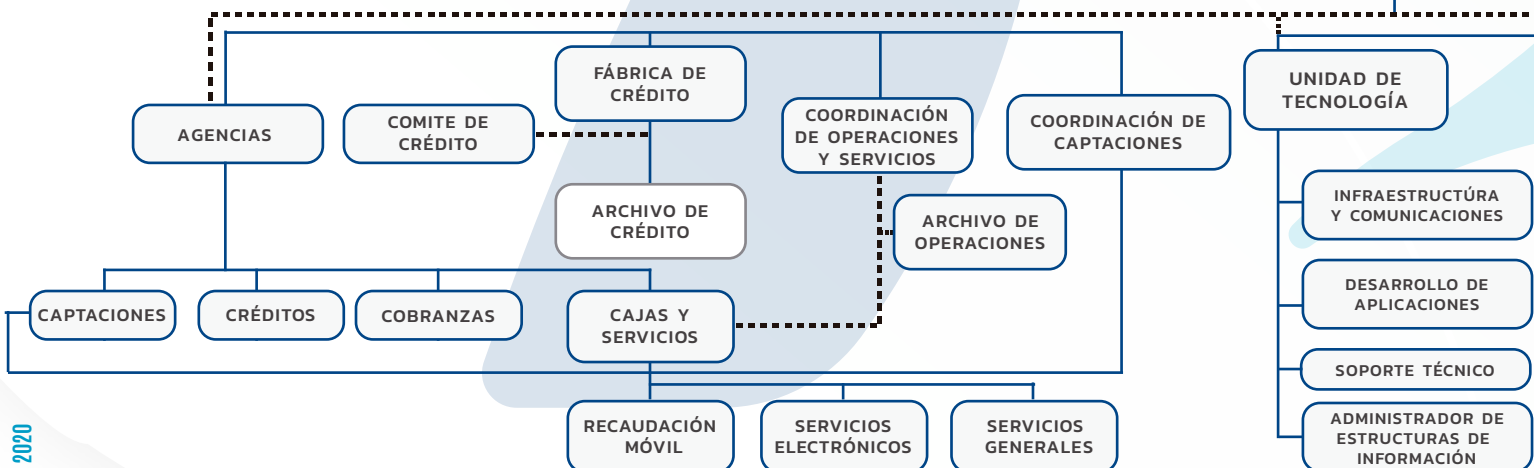 FÁBRICA DE
CRÉDITO
UNIDAD DE
TECNOLOGÍA
AGENCIAS
COMITE DE
CRÉDITO
COORDINACIÓN
DE OPERACIONES
Y SERVICIOS
COORDINACIÓN DE
CAPTACIONES
ARCHIVO DE
CRÉDITO
ARCHIVO DE
OPERACIONES
INFRAESTRUCTÚRA
Y COMUNICACIONES
CAPTACIONES
CRÉDITOS
COBRANZAS
CAJAS Y
SERVICIOS
DESARROLLO DE
APLICACIONES
SOPORTE TÉCNICO
RECAUDACIÓN
MÓVIL
SERVICIOS
ELECTRÓNICOS
SERVICIOS
GENERALES
ADMINISTRADOR DE
ESTRUCTURAS DE
INFORMACIÓN
2020